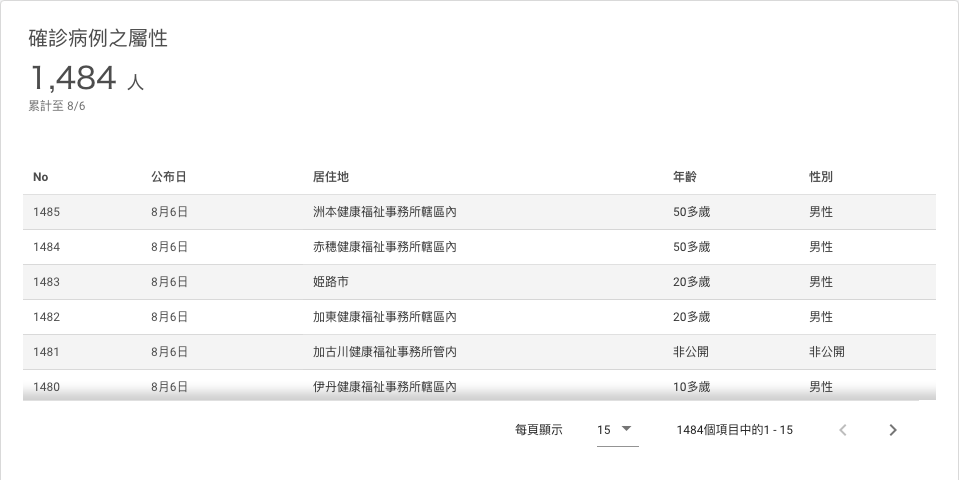 確診病例之屬性
1,484 人
累計至 8/6
No 公布日 居住地 年齡 性別
1485 8月6日 洲本健康福祉事務所轄區內 50多歲 男性
1484 8月6日 赤穗健康福祉事務所轄區內 50多歲 男性
1483 8月6日 姬路市 20多歲 男性
1482 8月6日 加東健康福祉事務所轄區內 20多歲 男性
1481 8月6日 加古川健康福祉事務所管內 非公開 非公開
1480 8月6日 伊丹健康福祉事務所轄區內 10多歲 男性
每頁顯示 15 1484個項目中的1 - 15